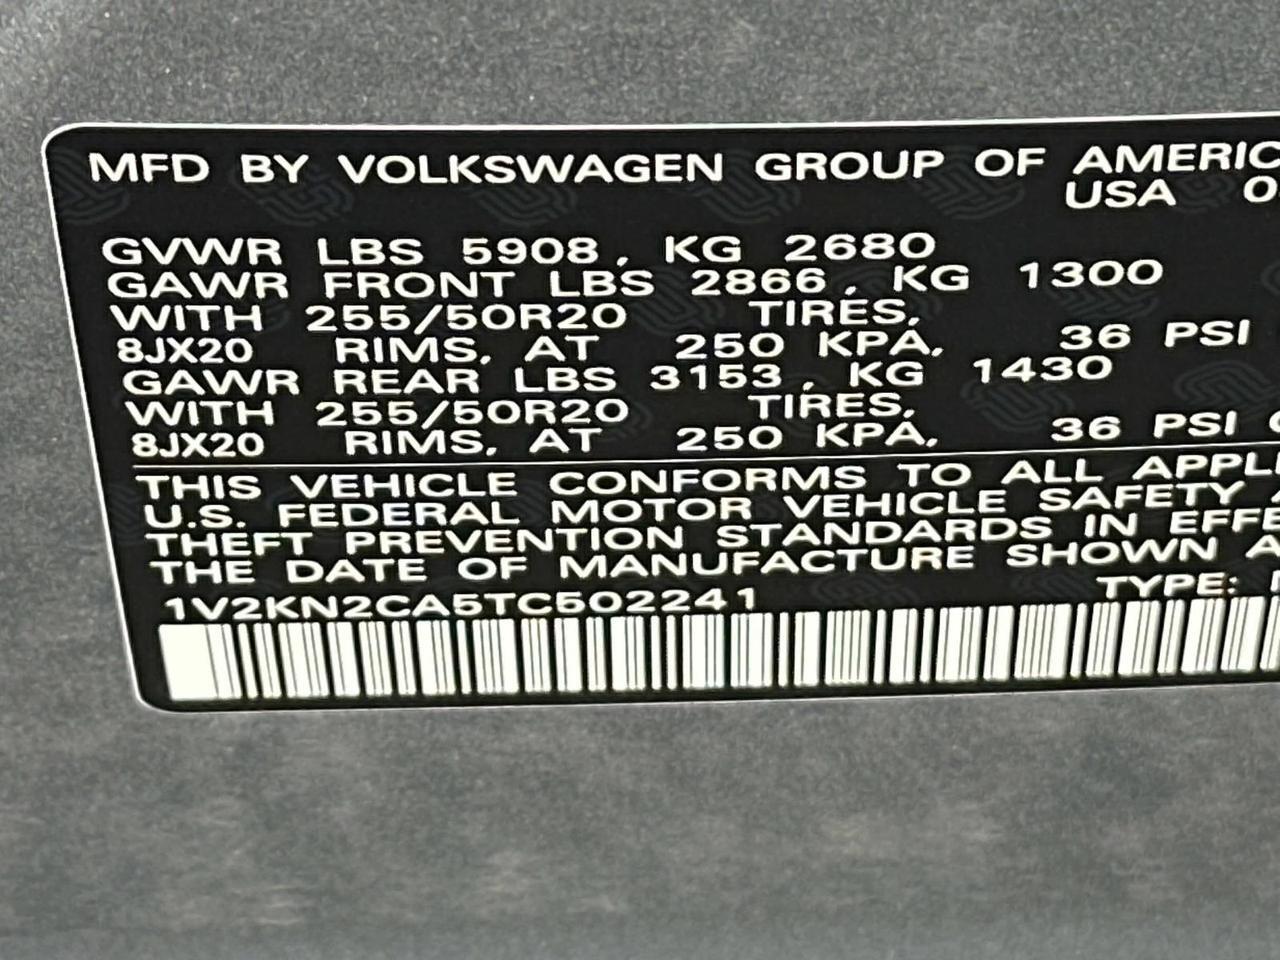 MFD BY VOLKSWAGEN GROUP OF AMERIC
USA 0
GVWR LBS 5908, KG 2680
GAWR FRONT LBS 2866, KG 1300
WITH 255/50R20 TIRES,
8JX20 RIMS, AT 250 KPA, 36 PSI
GAWR REAR LBS 3153, KG 1430
WITH 255/50R20 TIRES,
8JX20 RIMS, AT 250 KPA, 36 PSI C
THIS VEHICLE CONFORMS TO ALL APPLI
U.S. FEDERAL MOTOR VEHICLE SAFETY A
THEFT PREVENTION STANDARDS IN EFFE
THE DATE OF MANUFACTURE SHOWN A
1V2KN2CA5TC502241 TYPE: